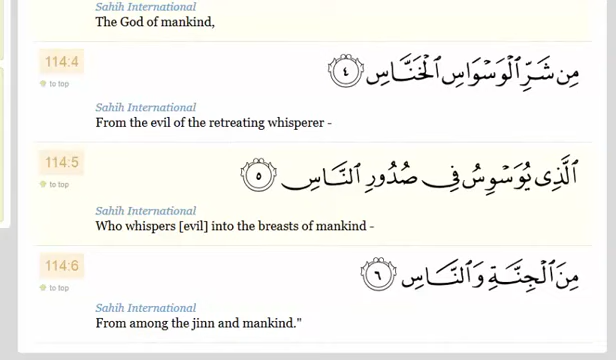 Sahih International
The God of mankind,
114:4
مِن شَرِّ ٱلْوَسْوَاسِ ٱلْخَنَّاسِ ٤
to top
Sahih International
From the evil of the retreating whisperer -
114:5
ٱلَّذِى يُوَسْوِسُ فِى صُدُورِ ٱلنَّاسِ ٥
to top
Sahih International
Who whispers [evil] into the breasts of mankind -
114:6
مِنَ ٱلْجِنَّةِ وَٱلنَّاسِ ٦
to top
Sahih International
From among the jinn and mankind."